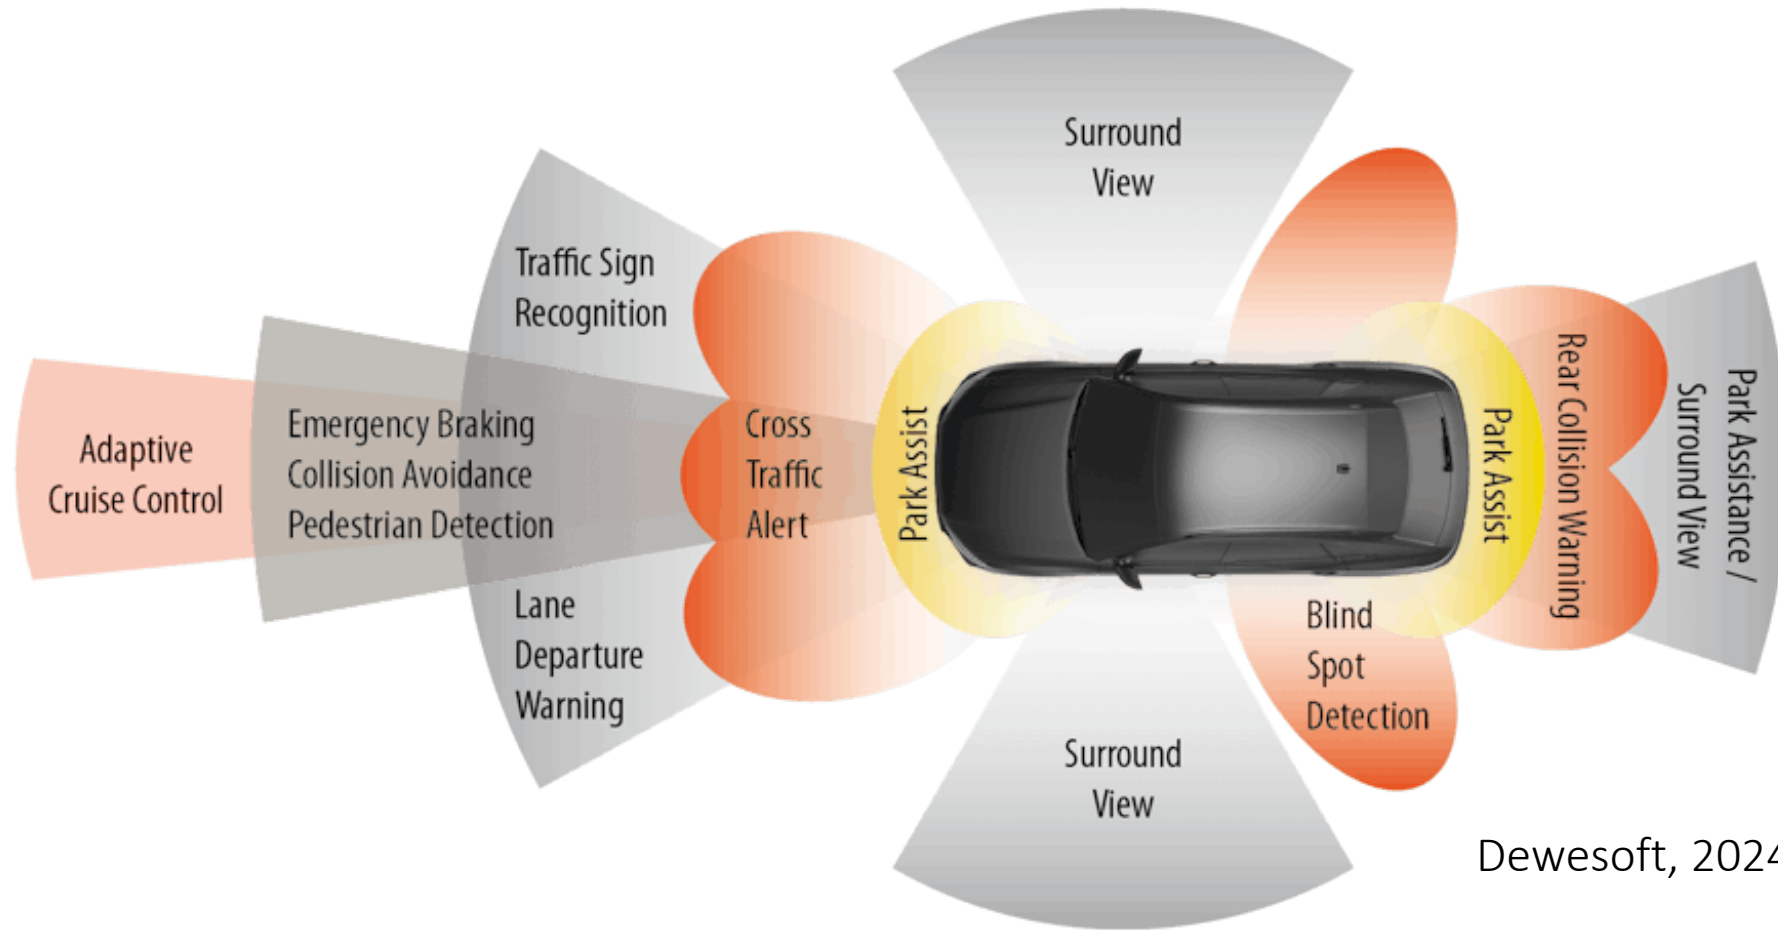 Surround
View
Traffic Sign
Recognition
Adaptive
Cruise Control
Emergency Braking
Collision Avoidance
Pedestrian Detection
Cross
Traffic
Alert
Park Assist
Park Assist
Rear Collision Warning
Park Assistance /
Surround View
Lane
Departure
Warning
Blind
Spot
Detection
Surround
View
Dewesoft, 2024